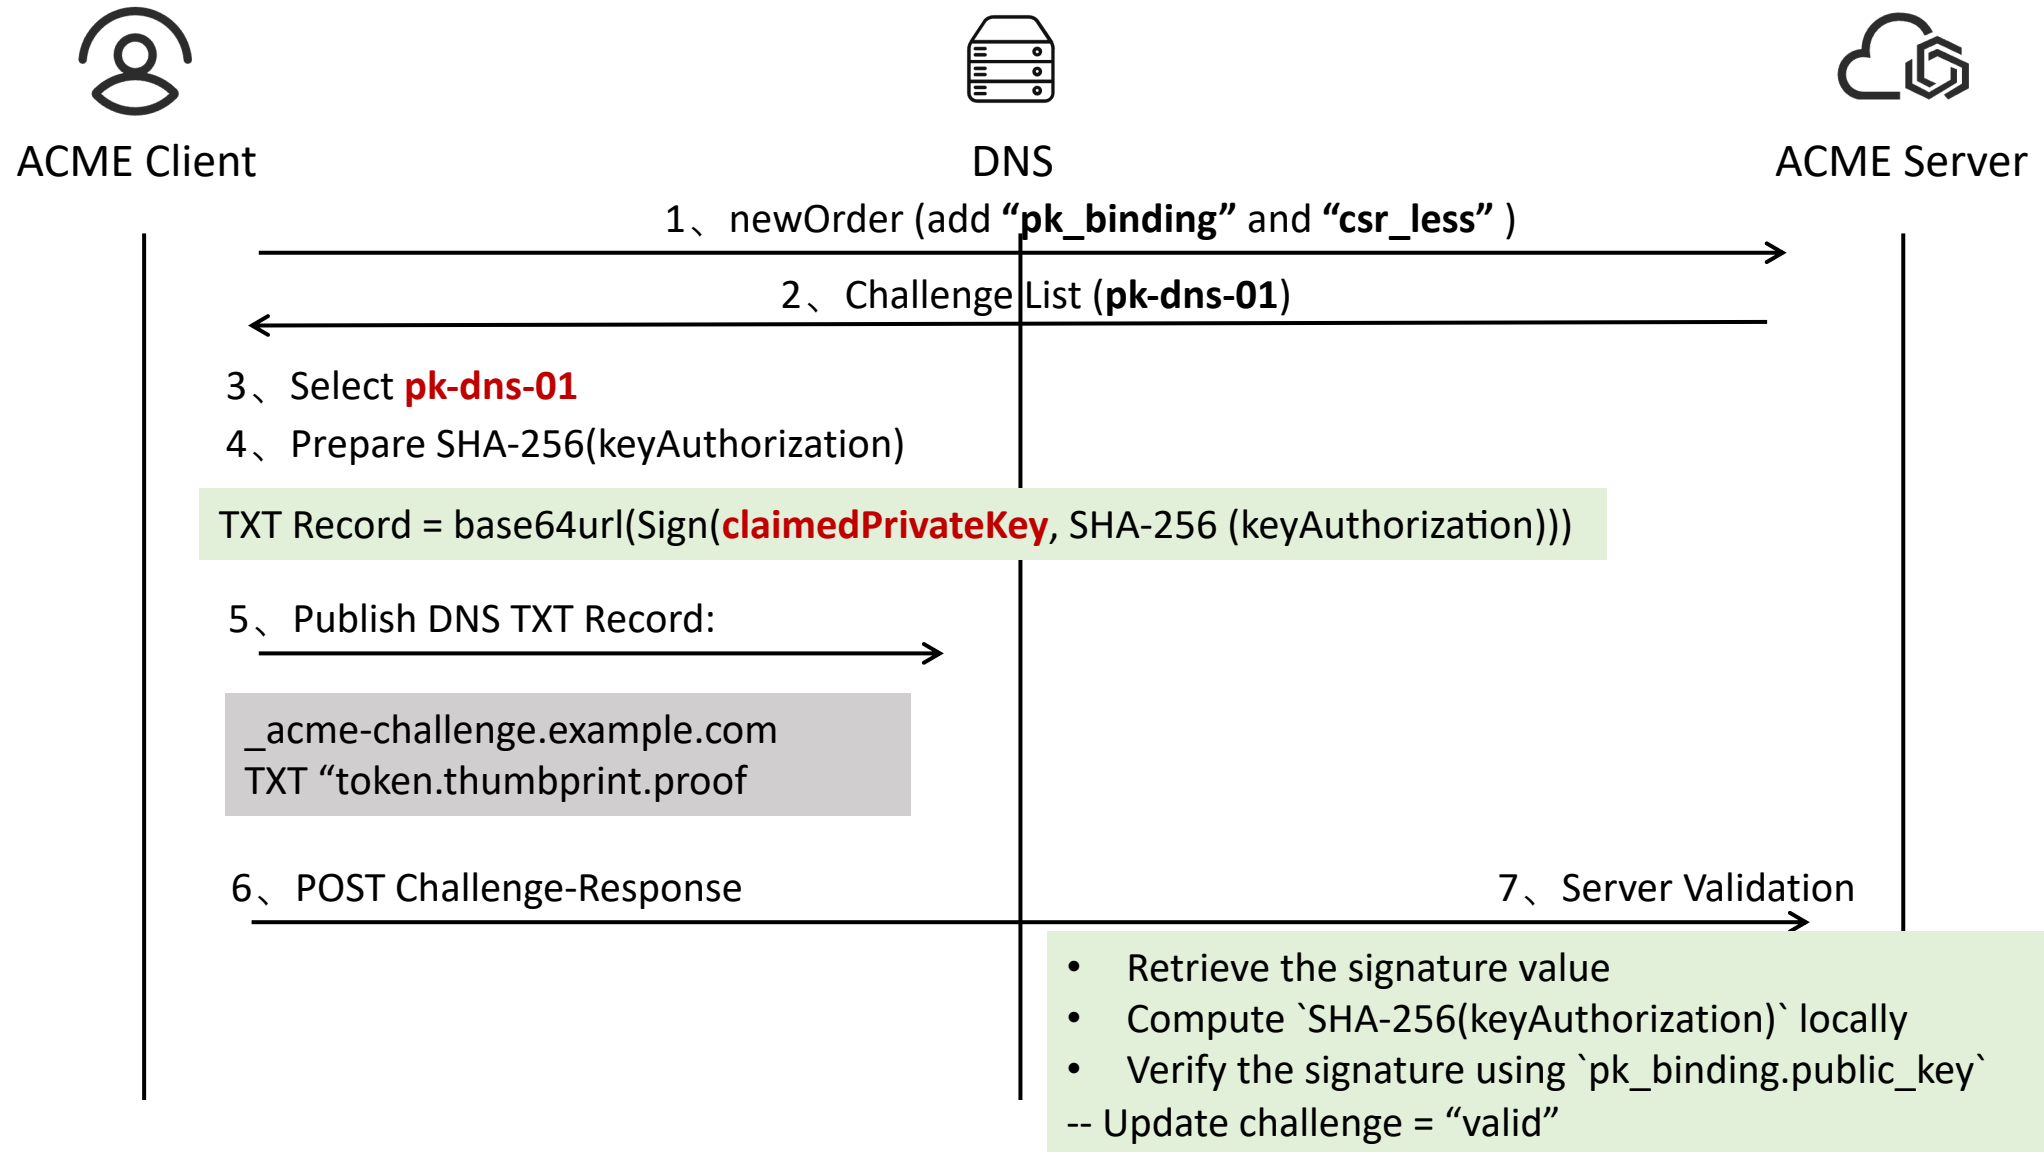 ACME Client
DNS
ACME Server
1、newOrder (add “pk_binding” and “csr_less” )
2、Challenge List (pk-dns-01)
3、Select pk-dns-01
4、Prepare SHA-256(keyAuthorization)
TXT Record = base64url(Sign(claimedPrivateKey, SHA-256 (keyAuthorization)))
5、Publish DNS TXT Record:
_acme-challenge.example.com
TXT “token.thumbprint.proof
6、POST Challenge-Response
7、Server Validation
• Retrieve the signature value
• Compute `SHA-256(keyAuthorization)` locally
• Verify the signature using `pk_binding.public_key`
-- Update challenge = “valid”